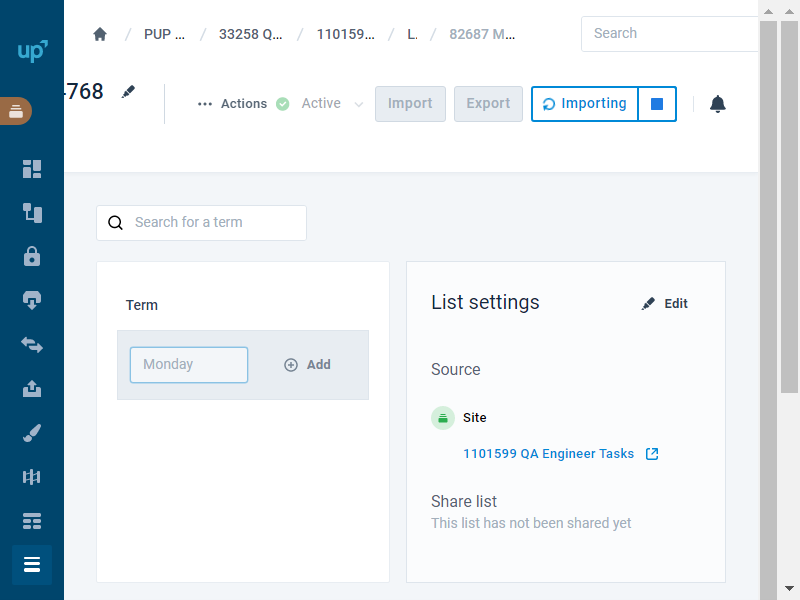 up
/ PUP ... / 33258 Q... / 110159... / L. / 82687 M...
Search
4768
Actions
Active
Import
Export
Importing
Search for a term
Term
Monday
Add
List settings
Edit
Source
Site
1101599 QA Engineer Tasks
Share list
This list has not been shared yet